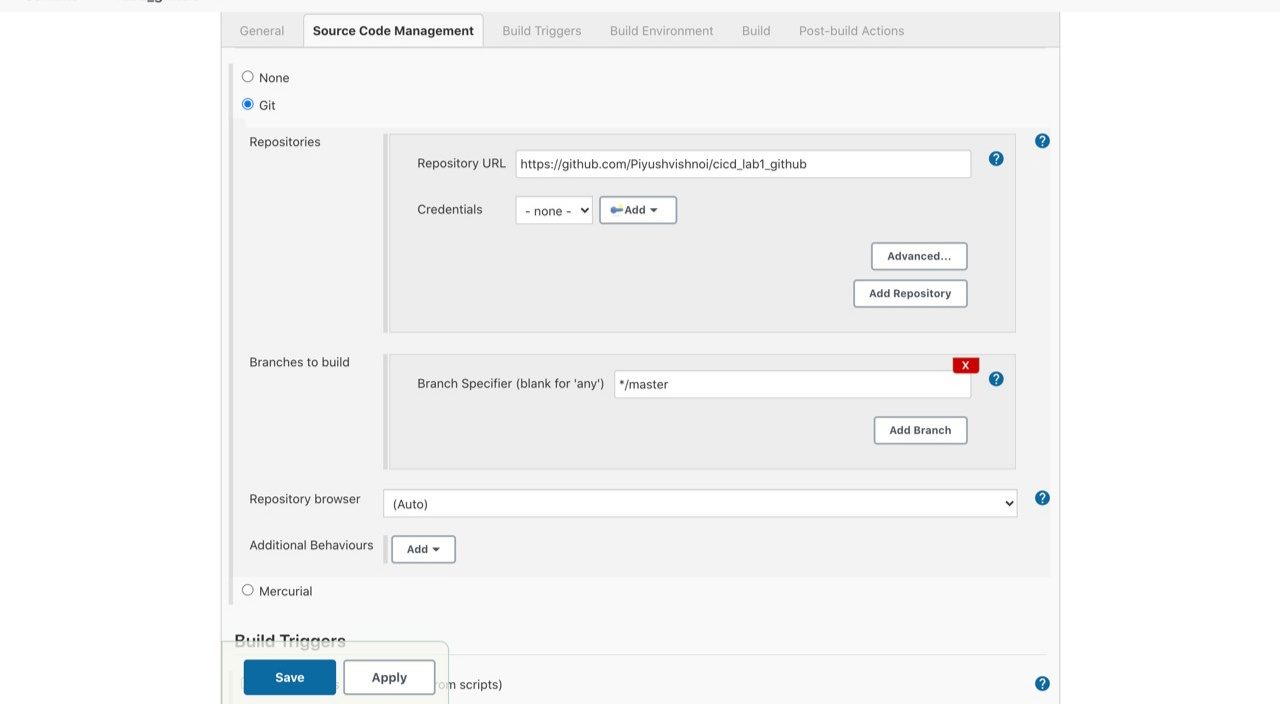 General Source Code Management Build Triggers Build Environment Build Post-build Actions
None
Git
Repositories
Repository URL https://github.com/Piyushvishnoi/cicd_lab1_github
Credentials - none - Add
Advanced...
Add Repository
Branches to build
X
Branch Specifier (blank for 'any') */master
Add Branch
Repository browser (Auto)
Additional Behaviours Add
Mercurial
Build Triggers
Save Apply
om scripts)